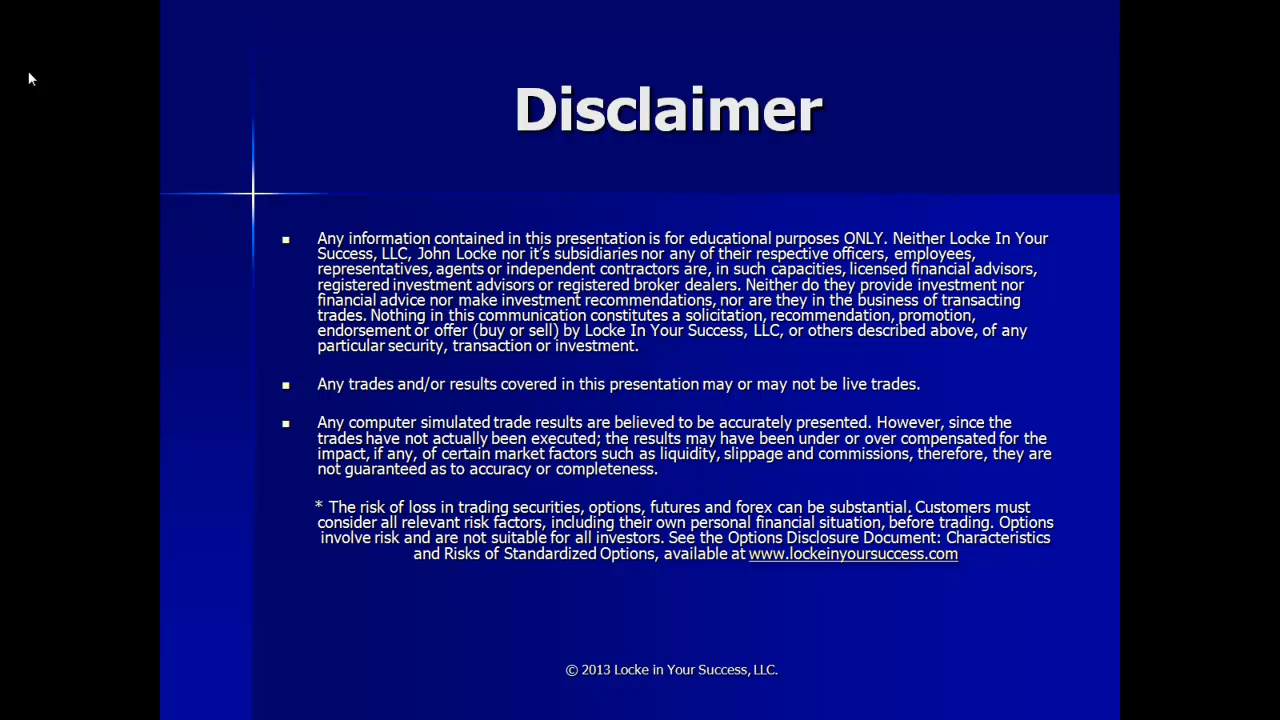 Disclaimer
Any information contained in this presentation is for educational purposes ONLY. Neither Locke In Your
Success, LLC, John Locke nor it's subsidiaries nor any of their respective officers, employees,
representatives, agents or independent contractors are, in such capacities, licensed financial advisors,
registered investment advisors or registered broker dealers. Neither do they provide investment nor
financial advice nor make investment recommendations, nor are they in the business of transacting
trades. Nothing in this communication constitutes a solicitation, recommendation, promotion,
endorsement or offer (buy or sell) by Locke In Your Success, LLC, or others described above, of any
particular security, transaction or investment.
Any trades and/or results covered in this presentation may or may not be live trades.
Any computer simulated trade results are believed to be accurately presented. However, since the
trades have not actually been executed; the results may have been under or over compensated for the
impact, if any, of certain market factors such as liquidity, slippage and commissions, therefore, they are
not guaranteed as to accuracy or completeness.
* The risk of loss in trading securities, options, futures and forex can be substantial. Customers must
consider all relevant risk factors, including their own personal financial situation, before trading. Options
involve risk and are not suitable for all investors. See the Options Disclosure Document: Characteristics
and Risks of Standardized Options, available at www.lockeinyoursuccess.com
© 2013 Locke in Your Success, LLC.